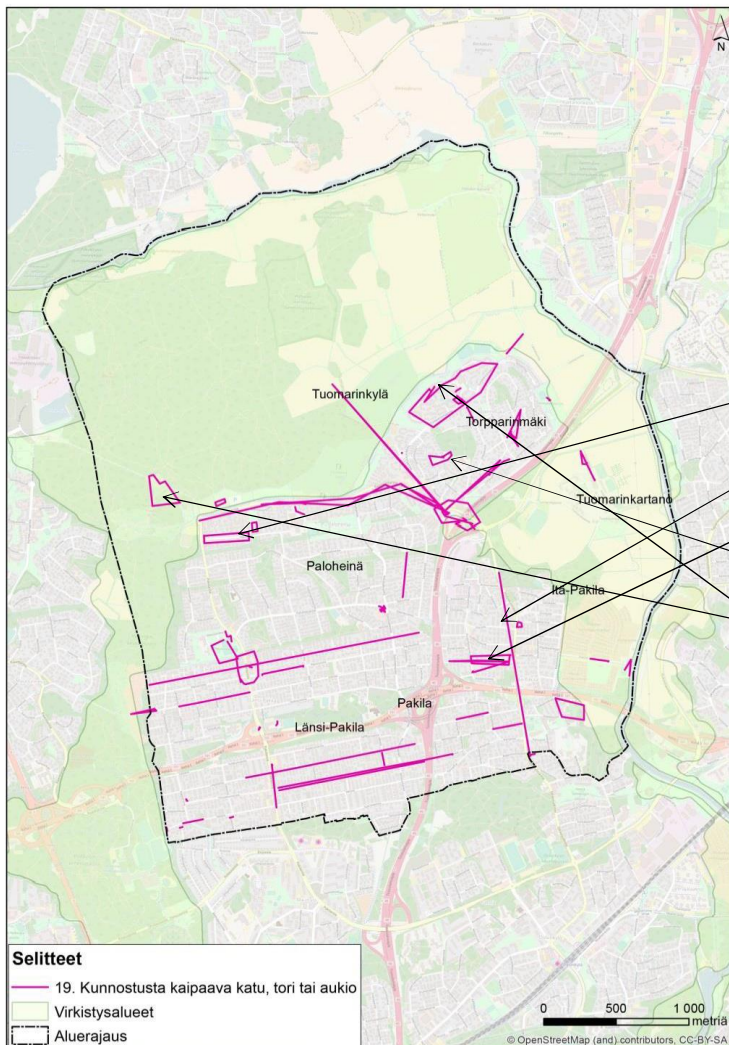 N
Tuomarinkylä
Torpparinmäki
Tuomarinkartano
Paloheinä
Itä-Pakila
Pakila
Länsi-Pakila
Selitteet
19. Kunnostusta kaipaava katu, tori tai aukio
Virkistysalueet
Aluerajaus
0 500 1 000
metriä
© OpenStreetMap (and) contributors, CC-BY-SA